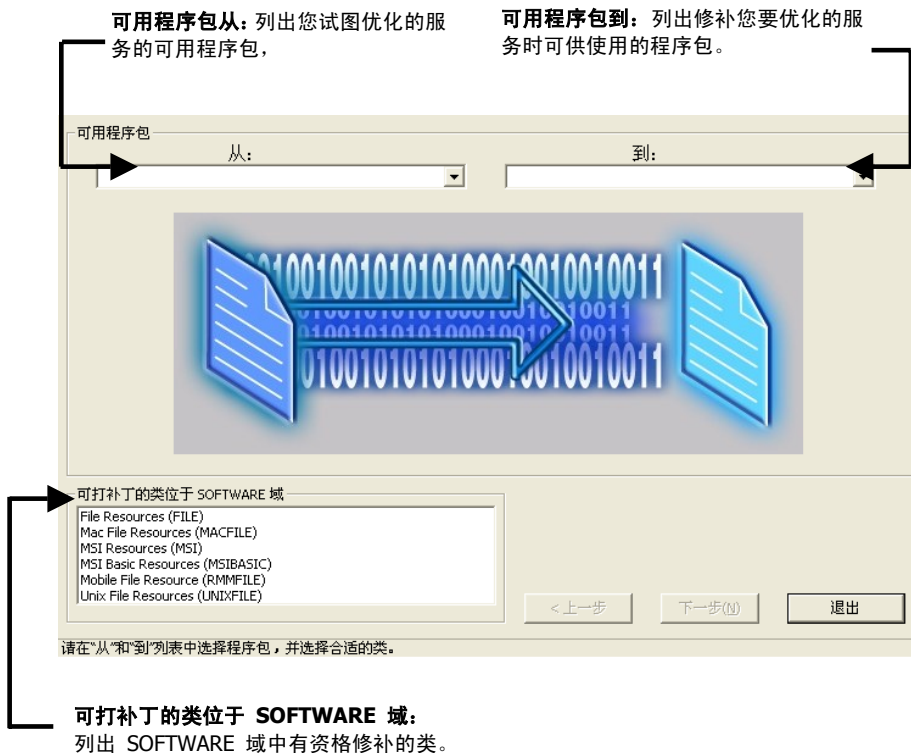 可用程序包从: 列出您试图优化的服
务的可用程序包,
可用程序包到: 列出修补您要优化的服
务时可供使用的程序包。
可用程序包
从:
到:
1001001010101000100100100 11
010010101010001001001 0011
可打补丁的类位于 SOFTWARE 域
File Resources (FILE)
Mac File Resources (MACFILE)
MSI Resources (MSI)
MSI Basic Resources (MSIBASIC)
Mobile File Resource (RMMFILE)
Unix File Resources (UNIXFILE)
<上一步
下一步(N)
退出
请在“从”和“到”列表中选择程序包，并选择合适的类。
可打补丁的类位于 SOFTWARE 域:
列出 SOFTWARE 域中有资格修补的类。